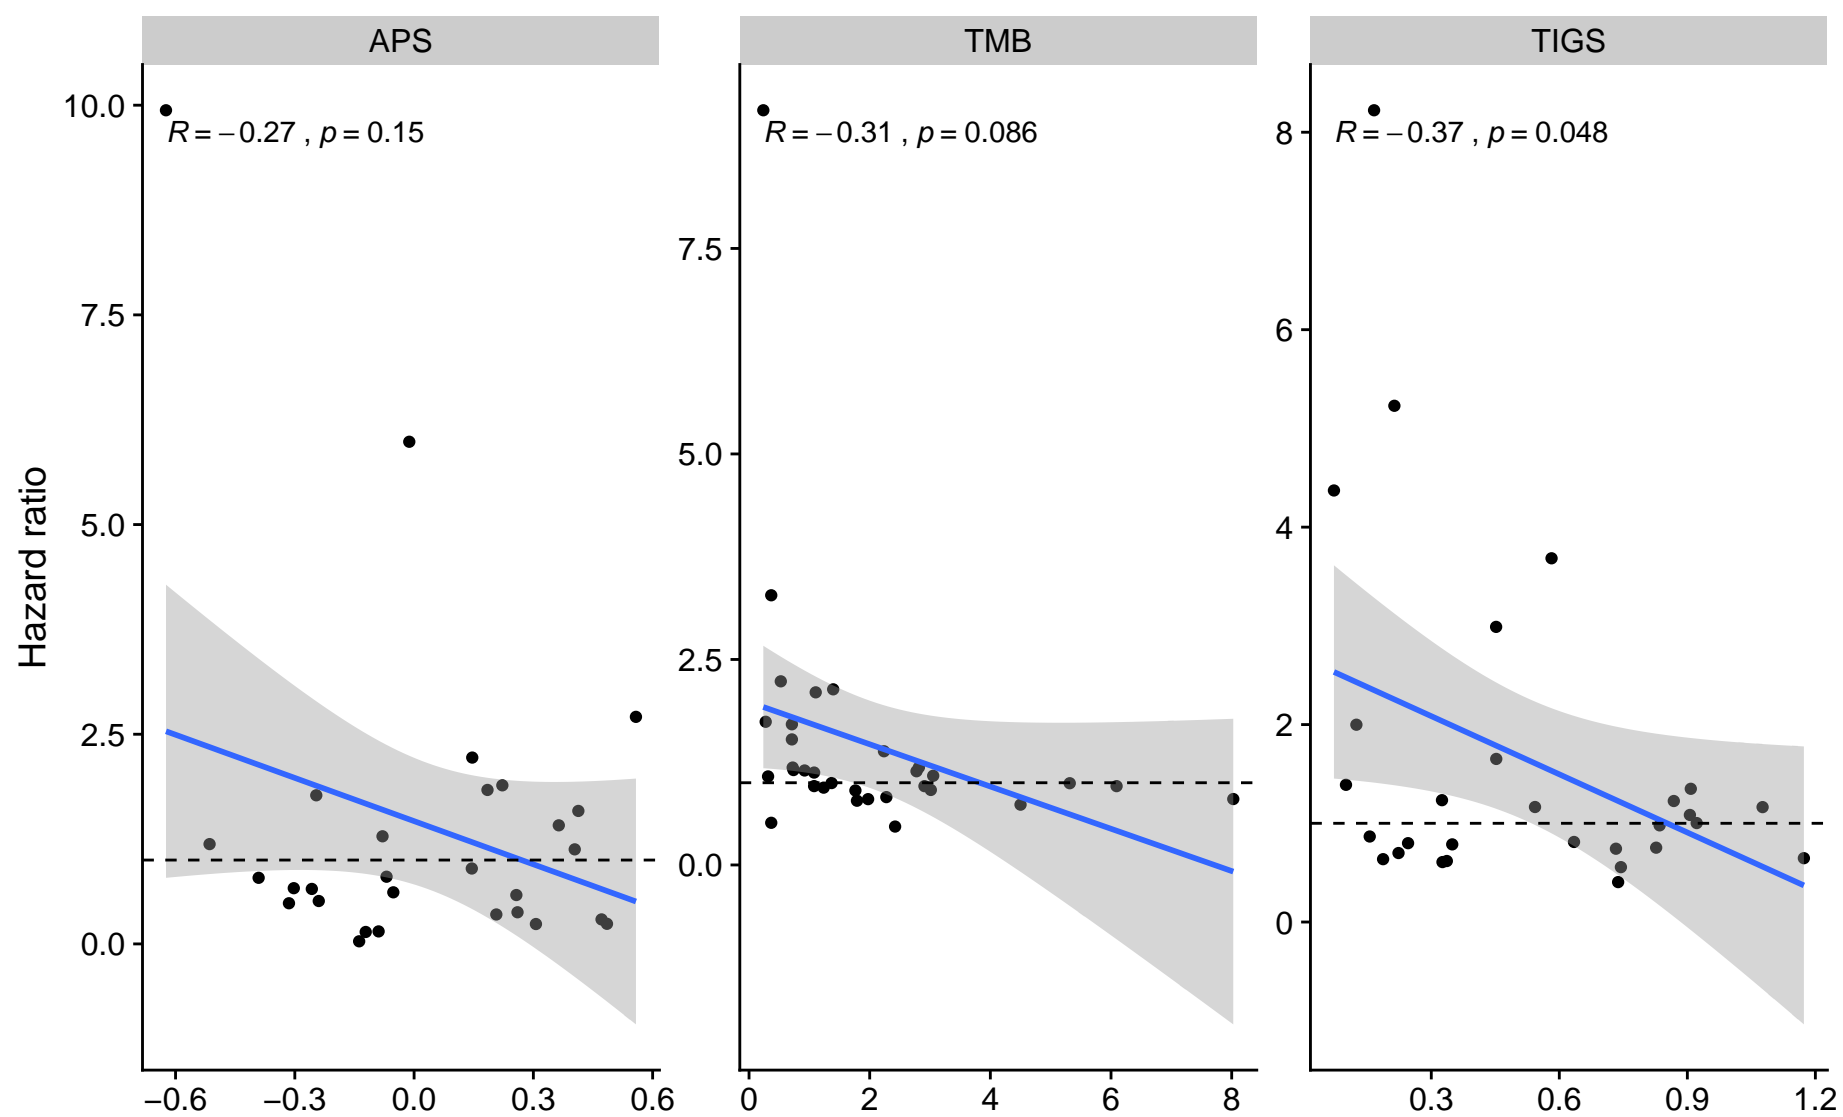 APS
TMB
TIGS
R = −0.27 , p = 0.15
R = −0.31 , p = 0.086
R = −0.37 , p = 0.048
Hazard ratio
10.0
7.5
5.0
2.5
0.0
7.5
5.0
2.5
0.0
8
6
4
2
0
−0.6 −0.3 0.0 0.3 0.6
0 2 4 6 8
0.3 0.6 0.9 1.2